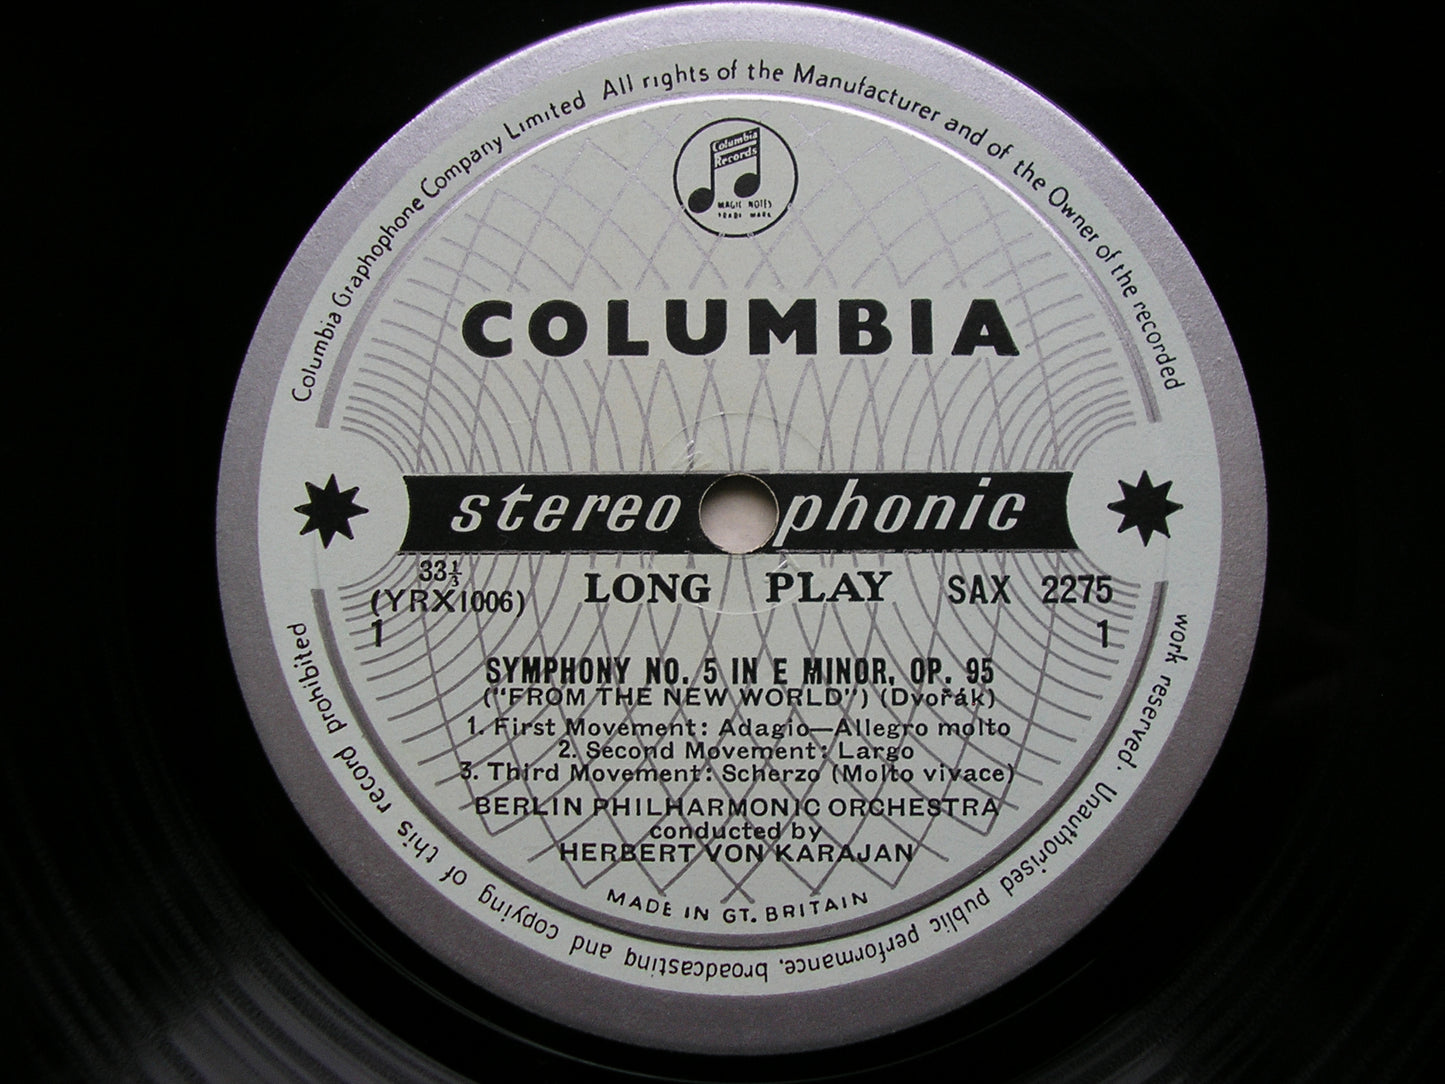 Columbia Graphophone Company Limited All rights of the Manufacturer and of the Owner of the recorded
work reserved. Unauthorised public performance, broadcasting and copying of this record prohibited
Columbia
Records
MAGIC NOTES
TRADE MARK
COLUMBIA
stereophonic
33⅓ LONG PLAY SAX 2275
(YRX1006)
1 1
SYMPHONY NO. 5 IN E MINOR, OP. 95
("FROM THE NEW WORLD") (Dvořák)
1. First Movement: Adagio—Allegro molto
2. Second Movement: Largo
3. Third Movement: Scherzo (Molto vivace)
BERLIN PHILHARMONIC ORCHESTRA
conducted by
HERBERT VON KARAJAN
MADE IN GT. BRITAIN